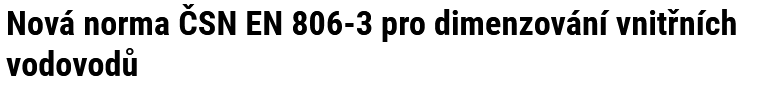 Nová norma ČSN EN 806-3 pro dimenzování vnitřních
vodovodů